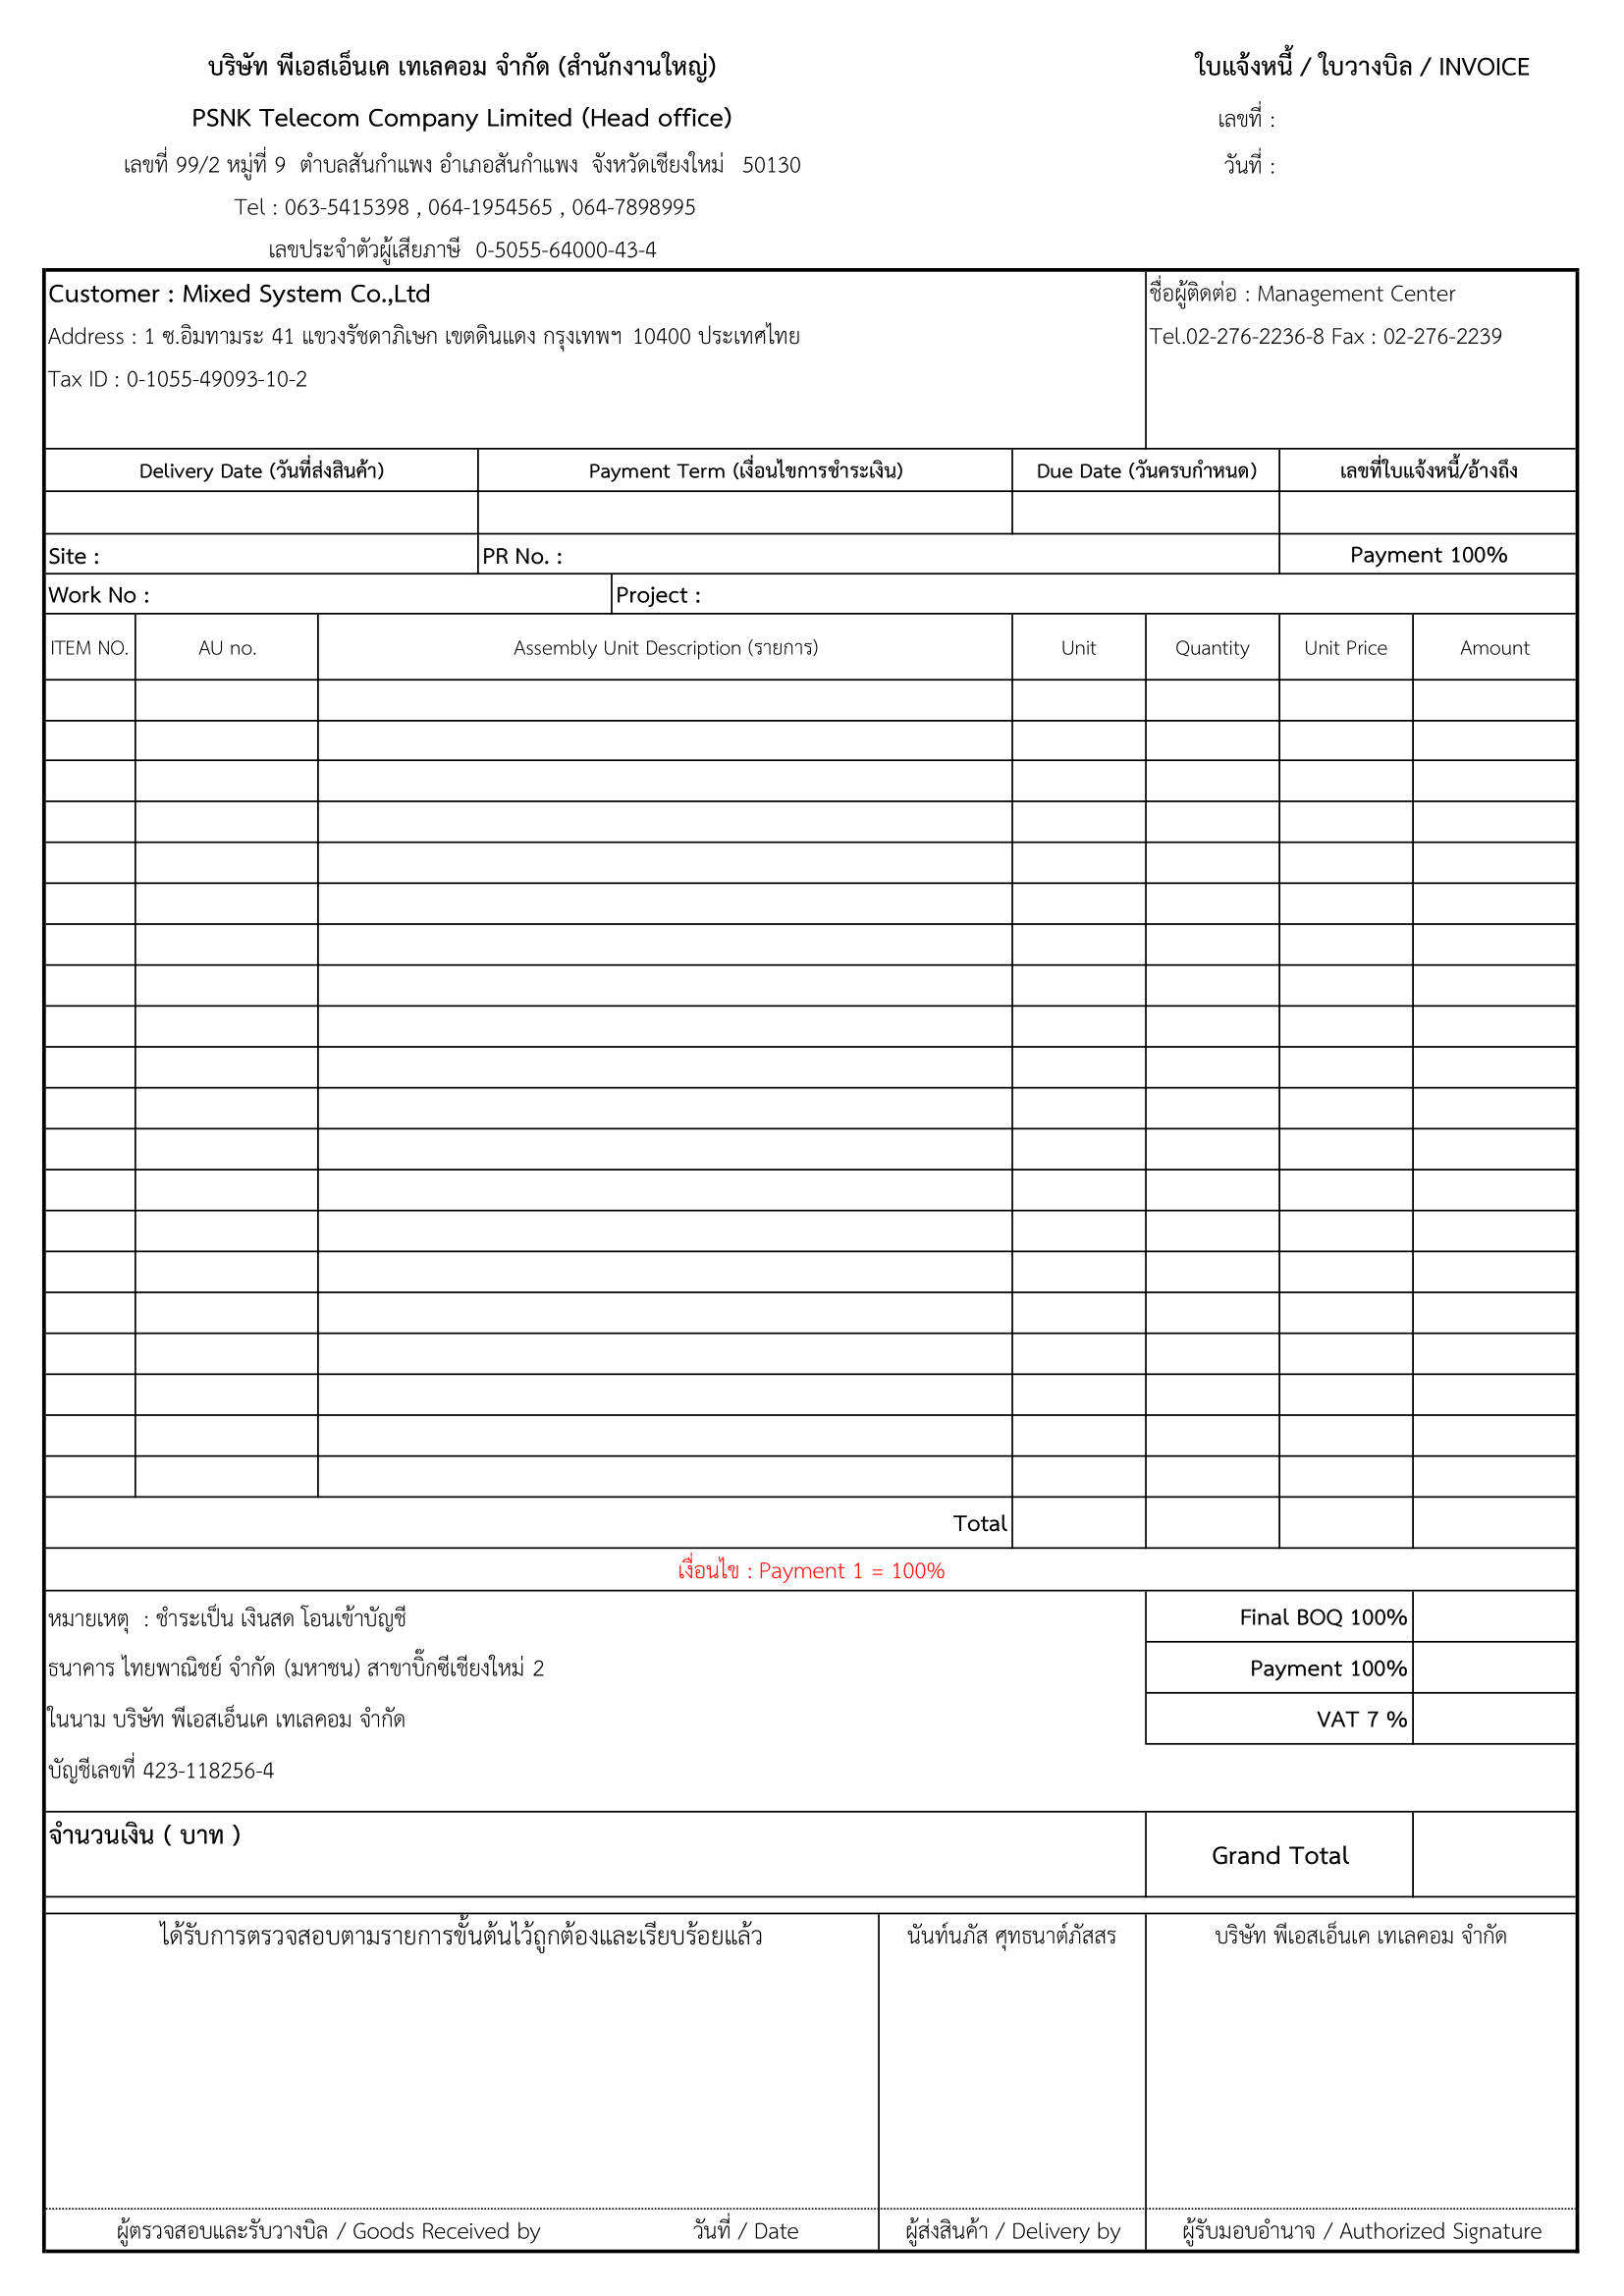 บริษัท พีเอสเอ็นเค เทเลคอม จำกัด (สำนักงานใหญ่)
ใบแจ้งหนี้ / ใบวางบิล / INVOICE
PSNK Telecom Company Limited (Head office)
เลขที่ :
เลขที่ 99/2 หมู่ที่ 9 ตำบลสันกำแพง อำเภอสันกำแพง จังหวัดเชียงใหม่ 50130
วันที่ :
Tel : 063-5415398 , 064-1954565 , 064-7898995
เลขประจำตัวผู้เสียภาษี 0-5055-64000-43-4
Customer : Mixed System Co.,Ltd
ชื่อผู้ติดต่อ : Management Center
Address : 1 ซ.อิมทามระ 41 แขวงรัชดาภิเษก เขตดินแดง กรุงเทพฯ 10400 ประเทศไทย
Tel.02-276-2236-8 Fax : 02-276-2239
Tax ID : 0-1055-49093-10-2
Delivery Date (วันที่ส่งสินค้า) Payment Term (เงื่อนไขการชำระเงิน) Due Date (วันครบกำหนด) เลขที่ใบแจ้งหนี้/อ้างถึง
Site : PR No. : Payment 100%
Work No : Project :
ITEM NO. AU no. Assembly Unit Description (รายการ) Unit Quantity Unit Price Amount
Total
เงื่อนไข : Payment 1 = 100%
หมายเหตุ : ชำระเป็น เงินสด โอนเข้าบัญชี
Final BOQ 100%
ธนาคาร ไทยพาณิชย์ จำกัด (มหาชน) สาขาบิ๊กซีเชียงใหม่ 2
Payment 100%
ในนาม บริษัท พีเอสเอ็นเค เทเลคอม จำกัด
VAT 7 %
บัญชีเลขที่ 423-118256-4
จำนวนเงิน ( บาท )
Grand Total
ได้รับการตรวจสอบตามรายการขั้นต้นไว้ถูกต้องและเรียบร้อยแล้ว นันท์นภัส ศุทธนาต์ภัสสร บริษัท พีเอสเอ็นเค เทเลคอม จำกัด
ผู้ตรวจสอบและรับวางบิล / Goods Received by วันที่ / Date ผู้ส่งสินค้า / Delivery by ผู้รับมอบอำนาจ / Authorized Signature